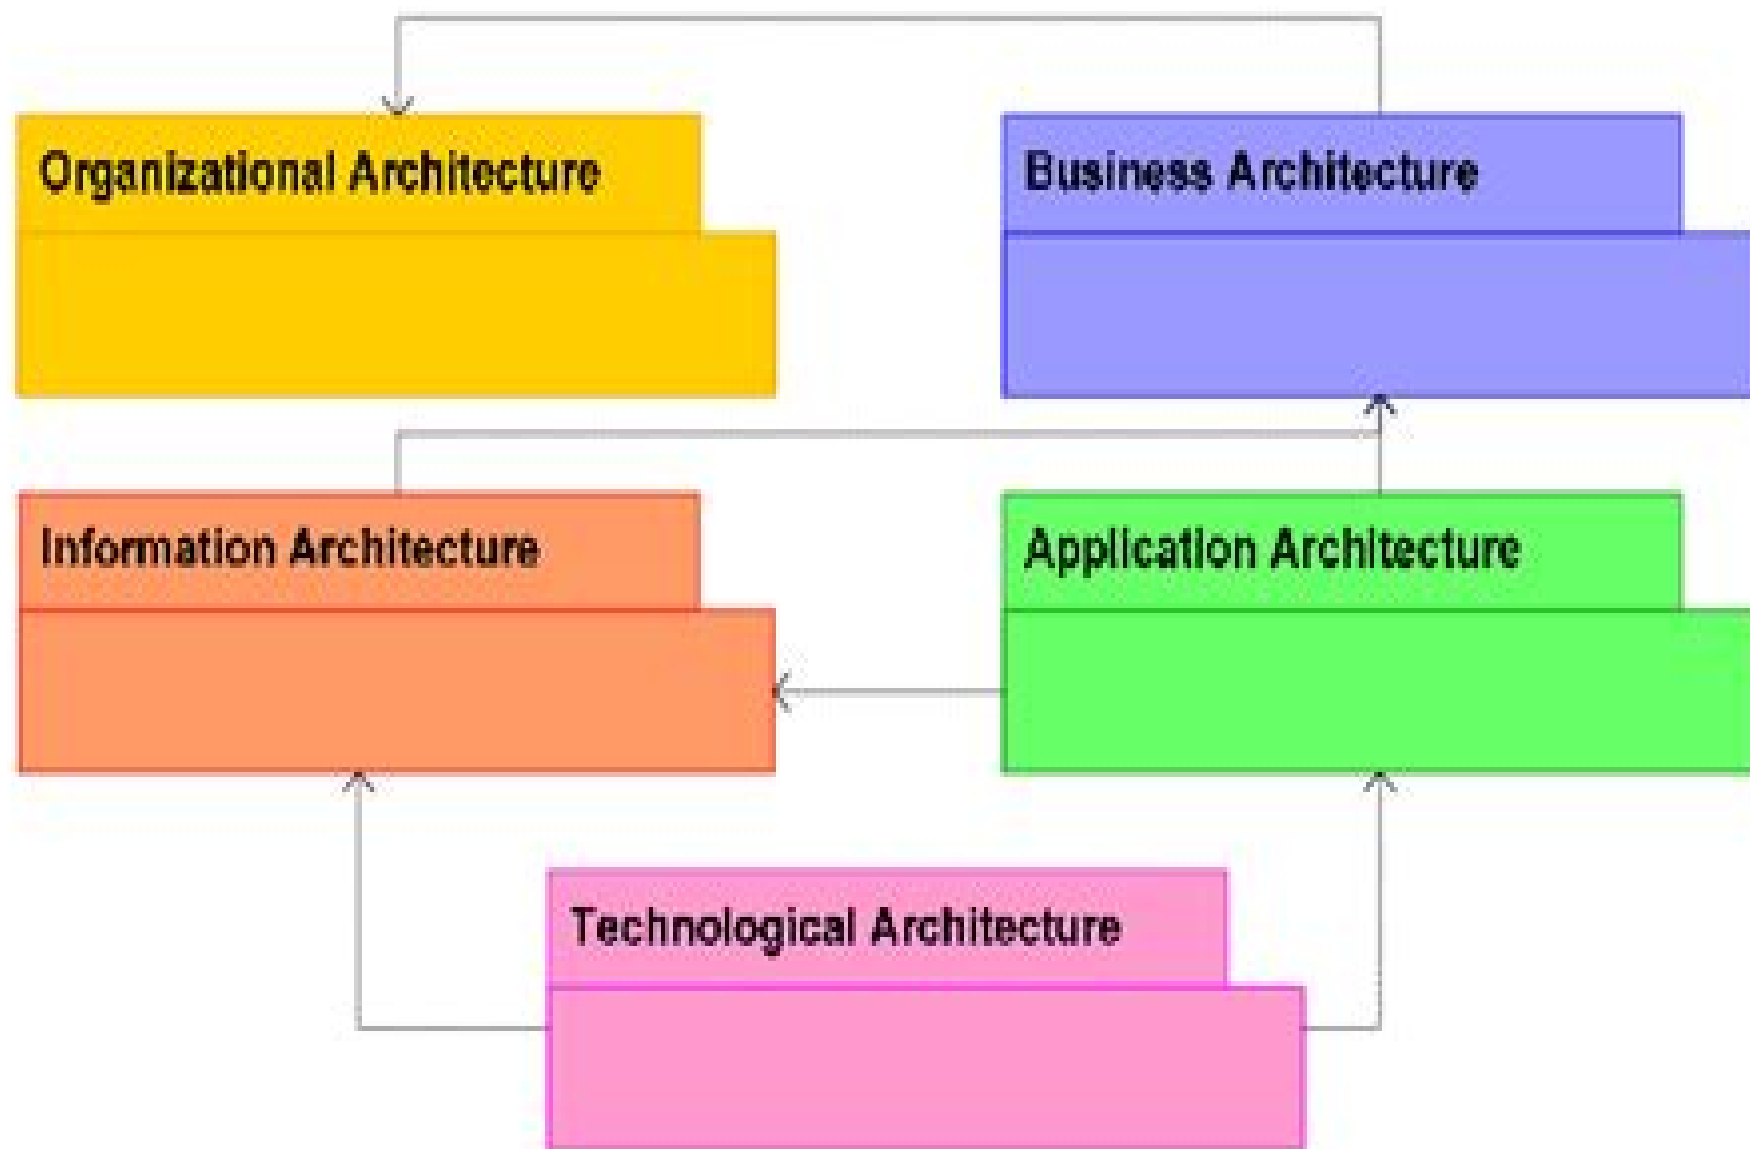 Organizational Architecture
Business Architecture
Information Architecture
Application Architecture
Technological Architecture